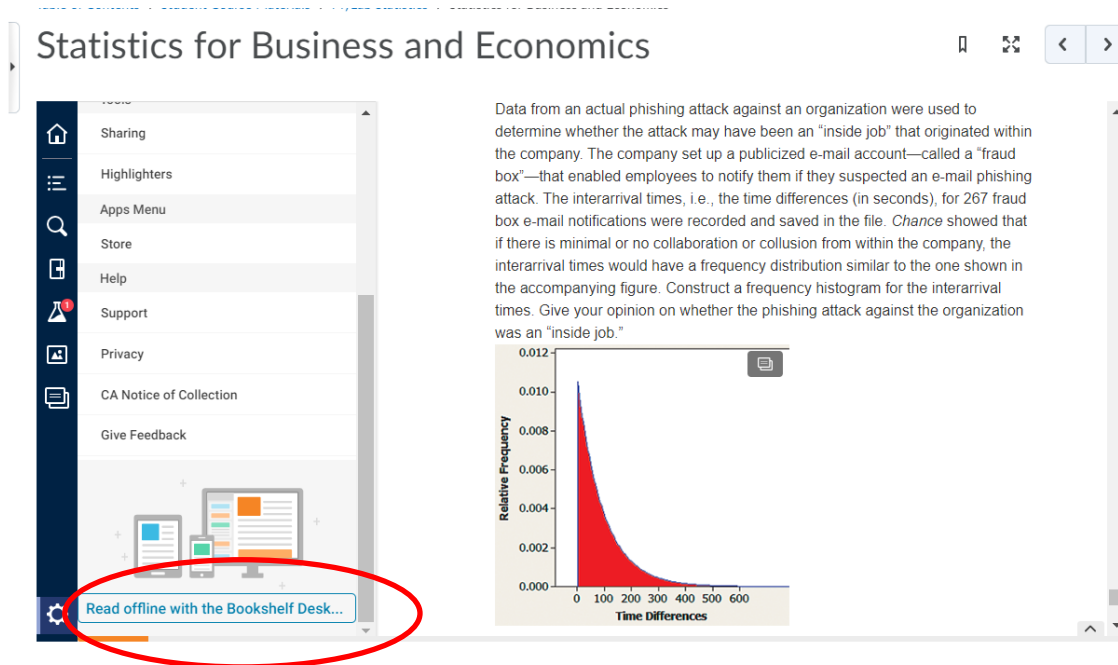 Statistics for Business and Economics
Tools
Sharing
Highlighters
Apps Menu
Store
Help
1
Support
Privacy
CA Notice of Collection
Give Feedback
Read offline with the Bookshelf Desk...
Data from an actual phishing attack against an organization were used to
determine whether the attack may have been an “inside job” that originated within
the company. The company set up a publicized e-mail account—called a “fraud
box”—that enabled employees to notify them if they suspected an e-mail phishing
attack. The interarrival times, i.e., the time differences (in seconds), for 267 fraud
box e-mail notifications were recorded and saved in the file. Chance showed that
if there is minimal or no collaboration or collusion from within the company, the
interarrival times would have a frequency distribution similar to the one shown in
the accompanying figure. Construct a frequency histogram for the interarrival
times. Give your opinion on whether the phishing attack against the organization
was an “inside job.”
0.012
0.010
0.008
0.006
0.004
0.002
0.000
Relative Frequency
0 100 200 300 400 500 600
Time Differences